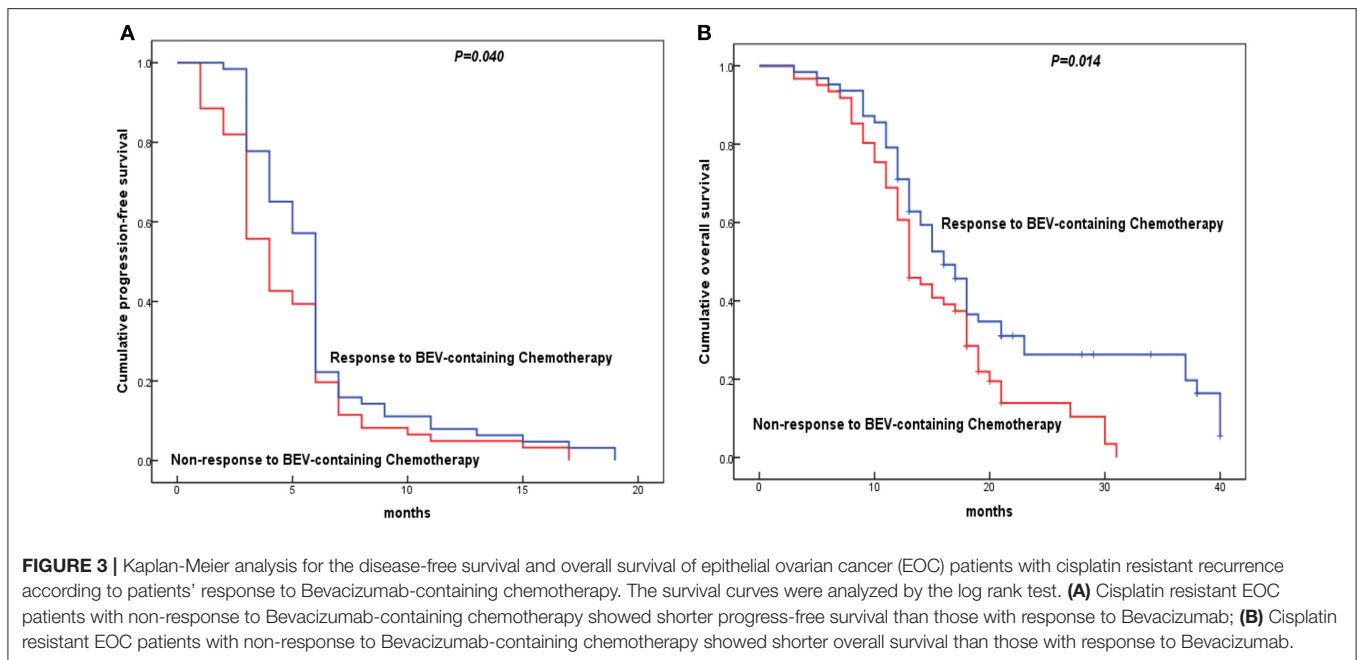 A
P=0.040
Cumulative progression-free survival
1.0
0.8
0.6
0.4
0.2
0.0
Response to BEV-containing Chemotherapy
Non-response to BEV-containing Chemotherapy
0 5 10 15 20
months
B
P=0.014
Cumulative overall survival
1.0
0.8
0.6
0.4
0.2
0.0
Response to BEV-containing Chemotherapy
Non-response to BEV-containing Chemotherapy
0 10 20 30 40
months
FIGURE 3 | Kaplan-Meier analysis for the disease-free survival and overall survival of epithelial ovarian cancer (EOC) patients with cisplatin resistant recurrence
according to patients' response to Bevacizumab-containing chemotherapy. The survival curves were analyzed by the log rank test. (A) Cisplatin resistant EOC
patients with non-response to Bevacizumab-containing chemotherapy showed shorter progress-free survival than those with response to Bevacizumab; (B) Cisplatin
resistant EOC patients with non-response to Bevacizumab-containing chemotherapy showed shorter overall survival than those with response to Bevacizumab.